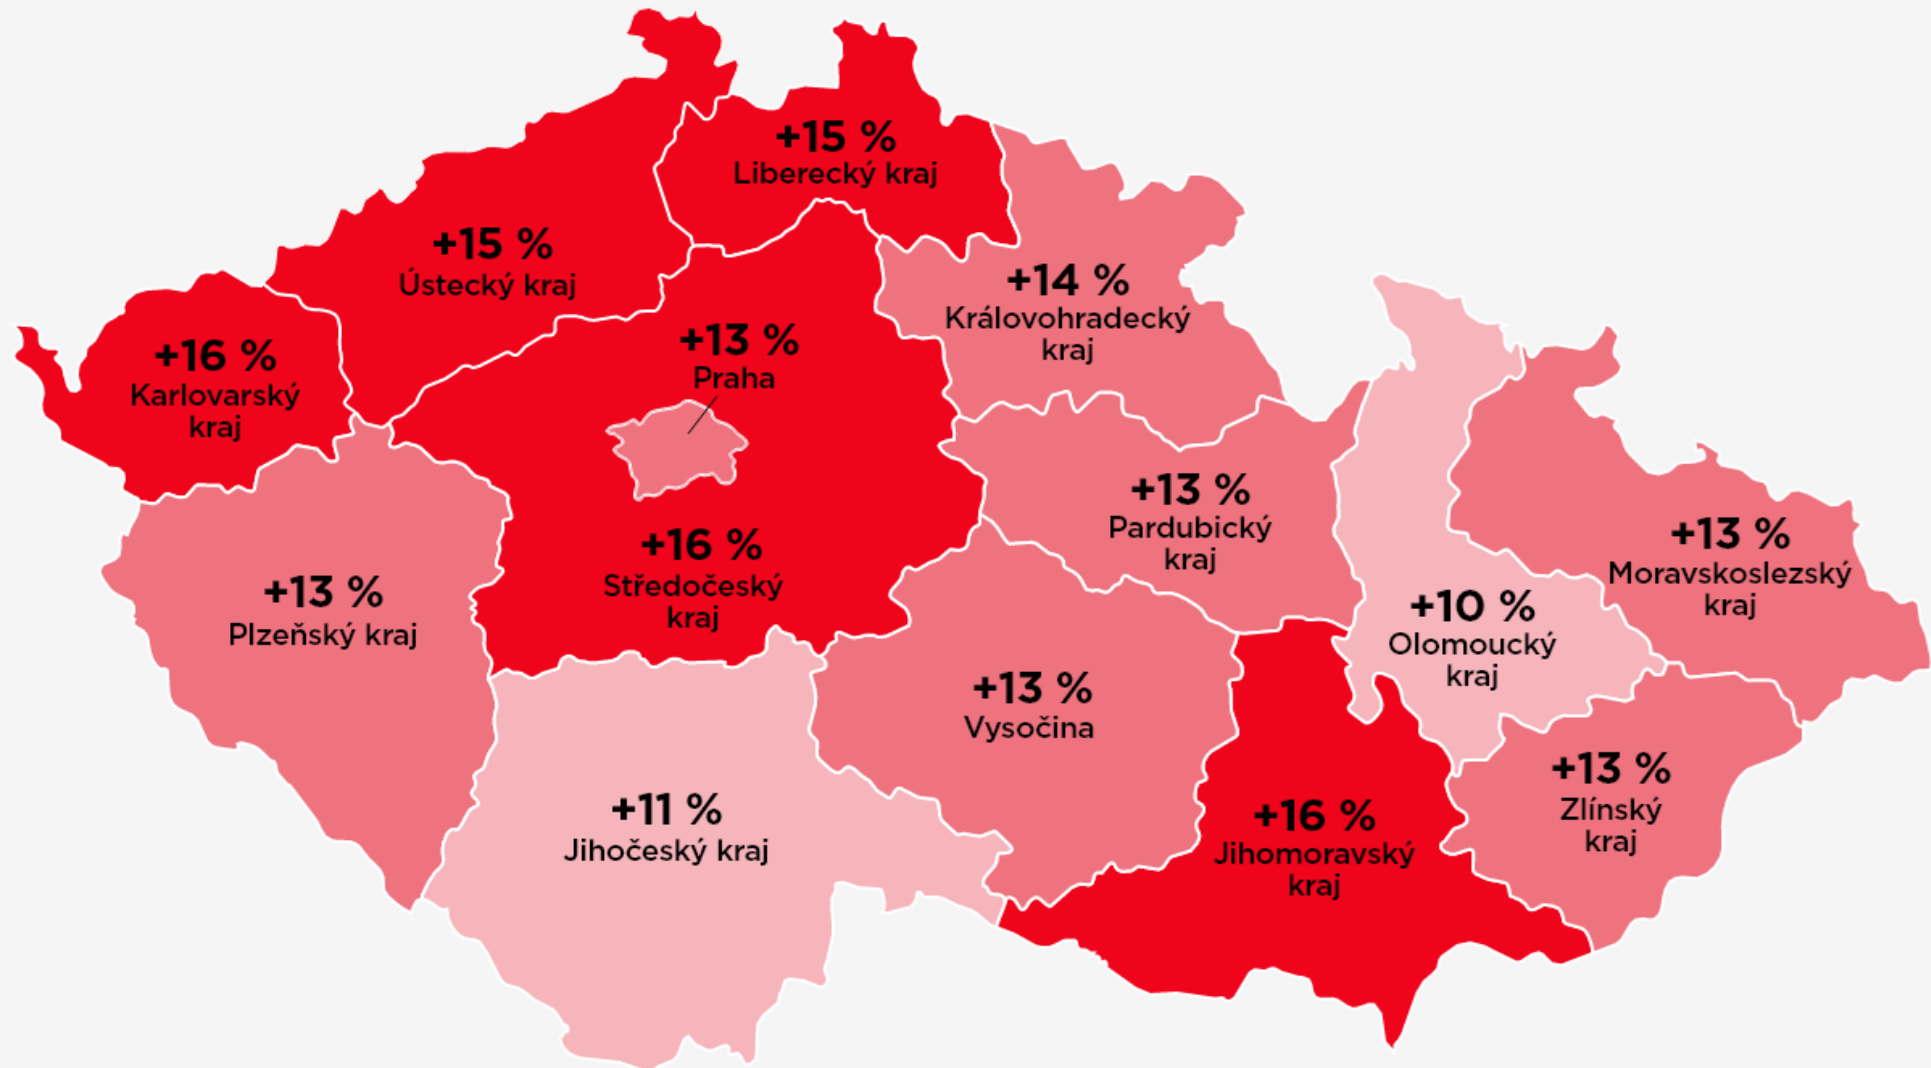 +15 %
Liberecký kraj
+15 %
Ústecký kraj
+14 %
Královohradecký
kraj
+16 %
Karlovarský
kraj
+13 %
Praha
+13 %
Pardubický
kraj
+16 %
Středočeský
kraj
+13 %
Moravskoslezský
kraj
+13 %
Plzeňský kraj
+10 %
Olomoucký
kraj
+13 %
Vysočina
+13 %
Zlínský
kraj
+11 %
Jihočeský kraj
+16 %
Jihomoravský
kraj